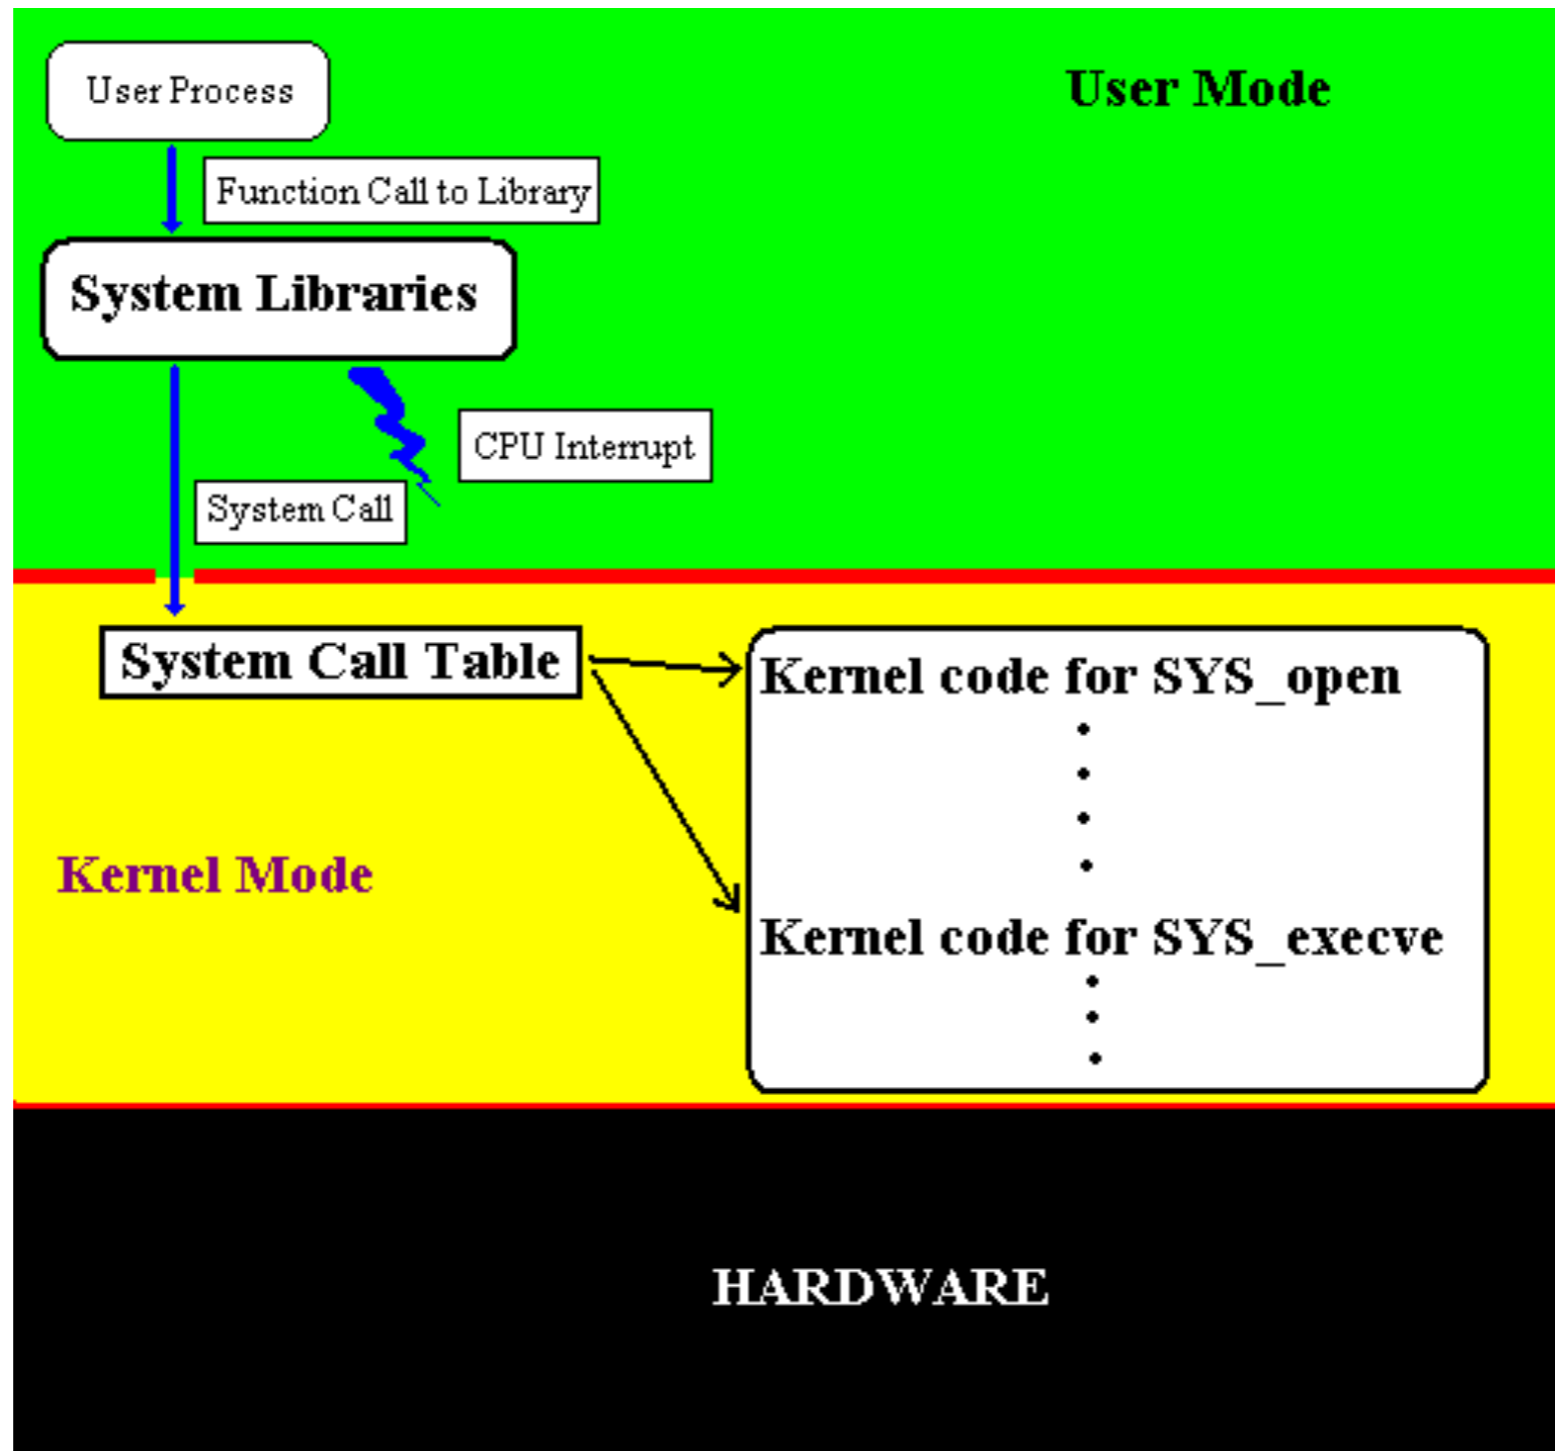 User Process
User Mode
Function Call to Library
System Libraries
CPU Interrupt
System Call
System Call Table
Kernel code for SYS_open
Kernel Mode
Kernel code for SYS_execve
HARDWARE